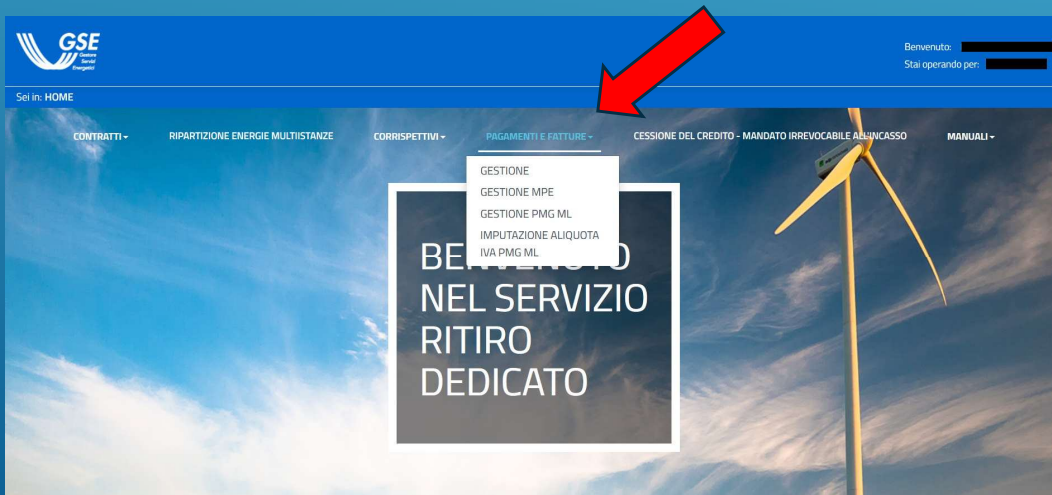 GSE
Gestore
Servizi
Energetici
Benvenuto:
Stai operando per:
Sei in: HOME
CONTRATTI
RIPARTIZIONE ENERGIE MULTIISTANZE
CORRISPETTIVI
PAGAMENTI E FATTURE
CESSIONE DEL CREDITO - MANDATO IRREVOCABILE ALL'INCASSO
MANUALI
GESTIONE
GESTIONE MPE
GESTIONE PMG ML
IMPUTAZIONE ALIQUOTA
IVA PMG ML
BENVENUTO
NEL SERVIZIO
RITIRO
DEDICATO